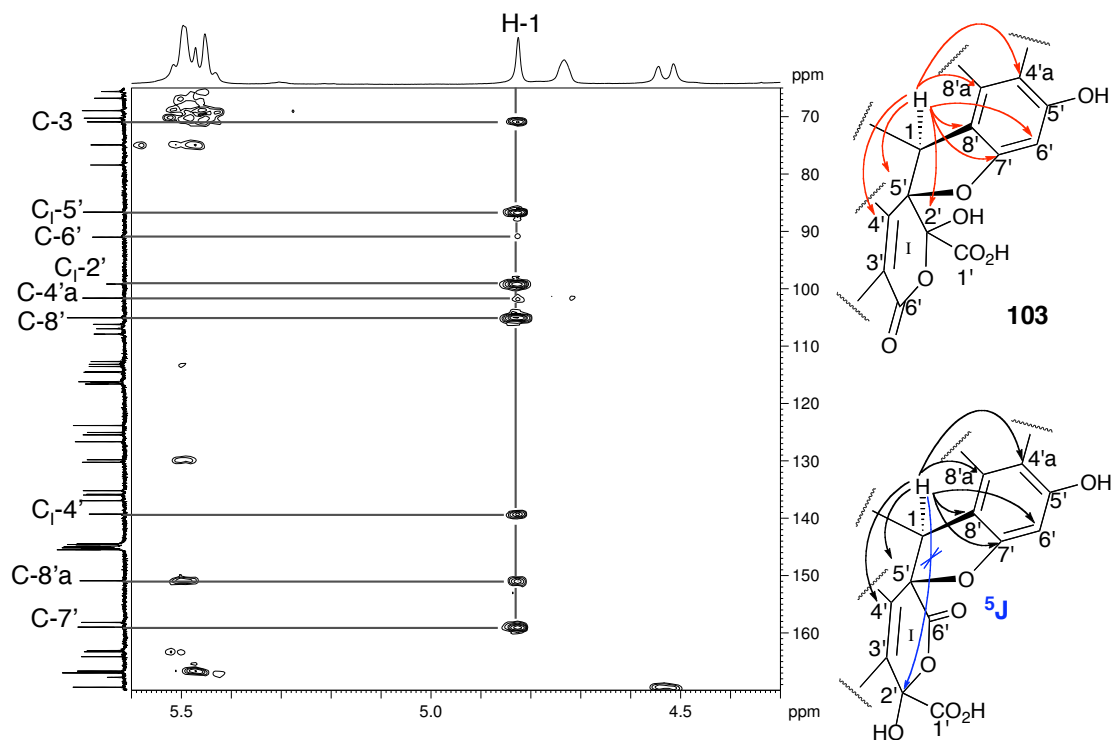 H-1
ppm
C-3
70
80
C_I-5'
C-6'
90
C_I-2'
C-4'a
100
C-8'
110
120
130
C_I-4'
140
C-8'a
150
C-7'
160
5.5
5.0
4.5
ppm
4'a
OH
8'a
5'
H
1
8'
6'
7'
5'
O
2'
OH
4'
I
CO₂H
3'
O
1'
6'
O
103
4'a
OH
8'a
5'
H
1
8'
6'
7'
5'
O
⁵J
4'
O
6'
I
3'
O
2'
CO₂H
1'
HO